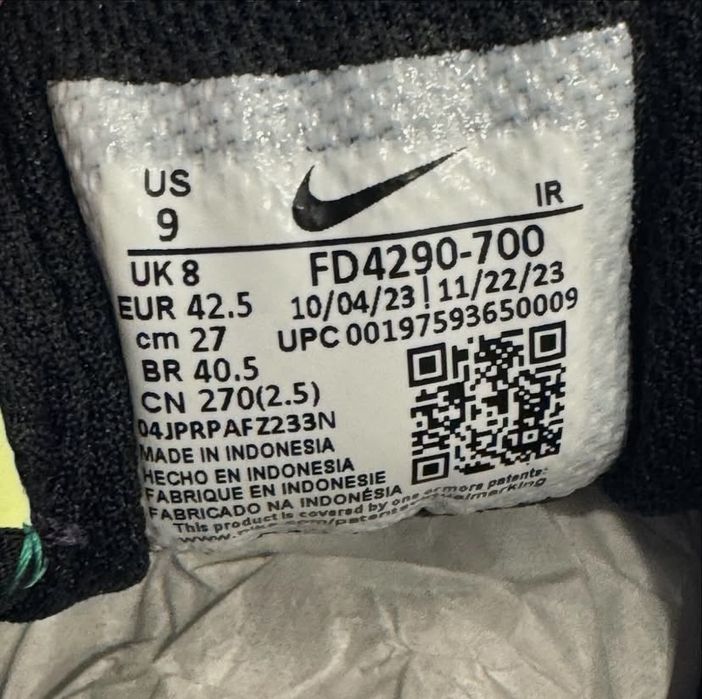 US
9
IR
UK 8
FD4290-700
EUR 42.5
10/04/23 | 11/22/23
cm 27
UPC 00197593650009
BR 40.5
CN 270(2.5)
04JPRPAFZ233N
MADE IN INDONESIA
HECHO EN INDONESIA
FABRIQUE EN INDONESIE
FABRICADO NA INDONÉSIA
This product is covered by one or more patents: